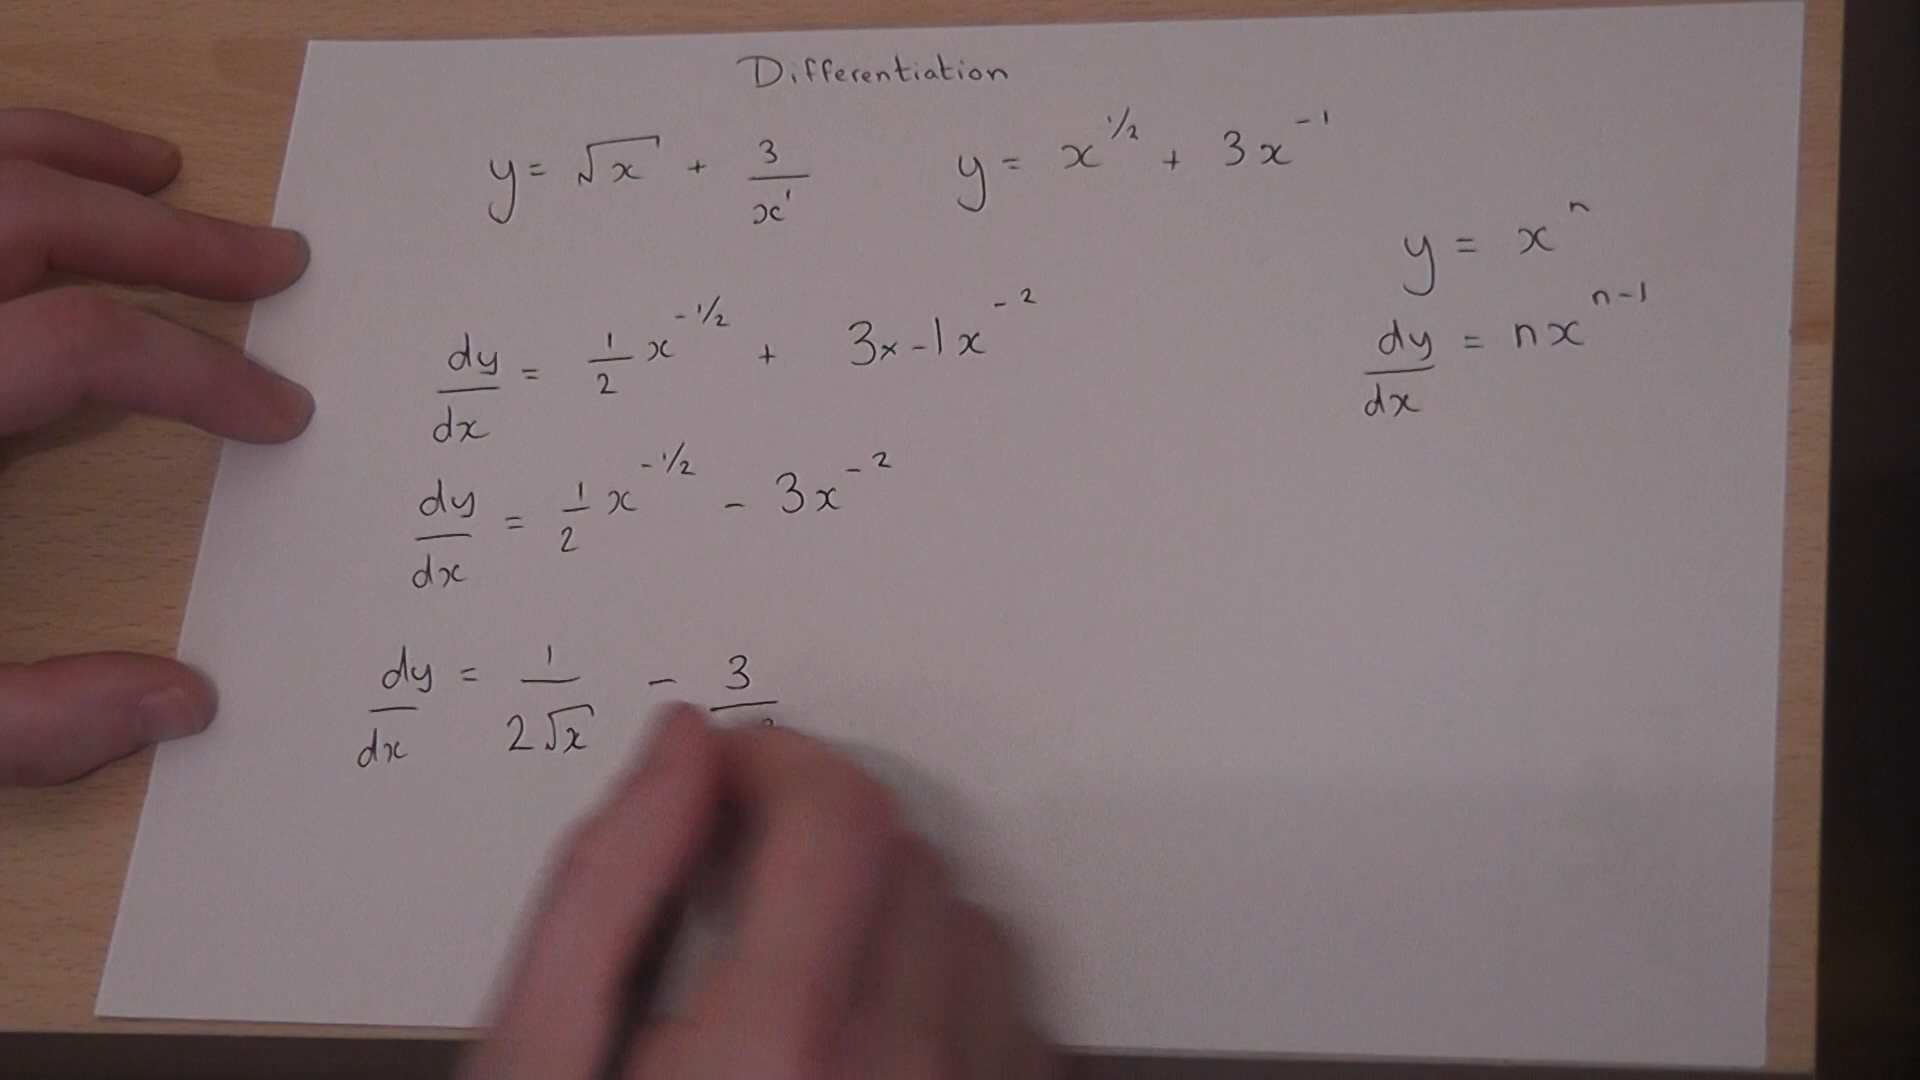 Differentiation
y = √x + 3/x¹   y = x^1/2 + 3x^-1
y = x^n
dy/dx = 1/2 x^-1/2 + 3x-1x^-2
dy/dx = nx^n-1
dy/dx = 1/2 x^-1/2 - 3x^-2
dy/dx = 1/2√x - 3/